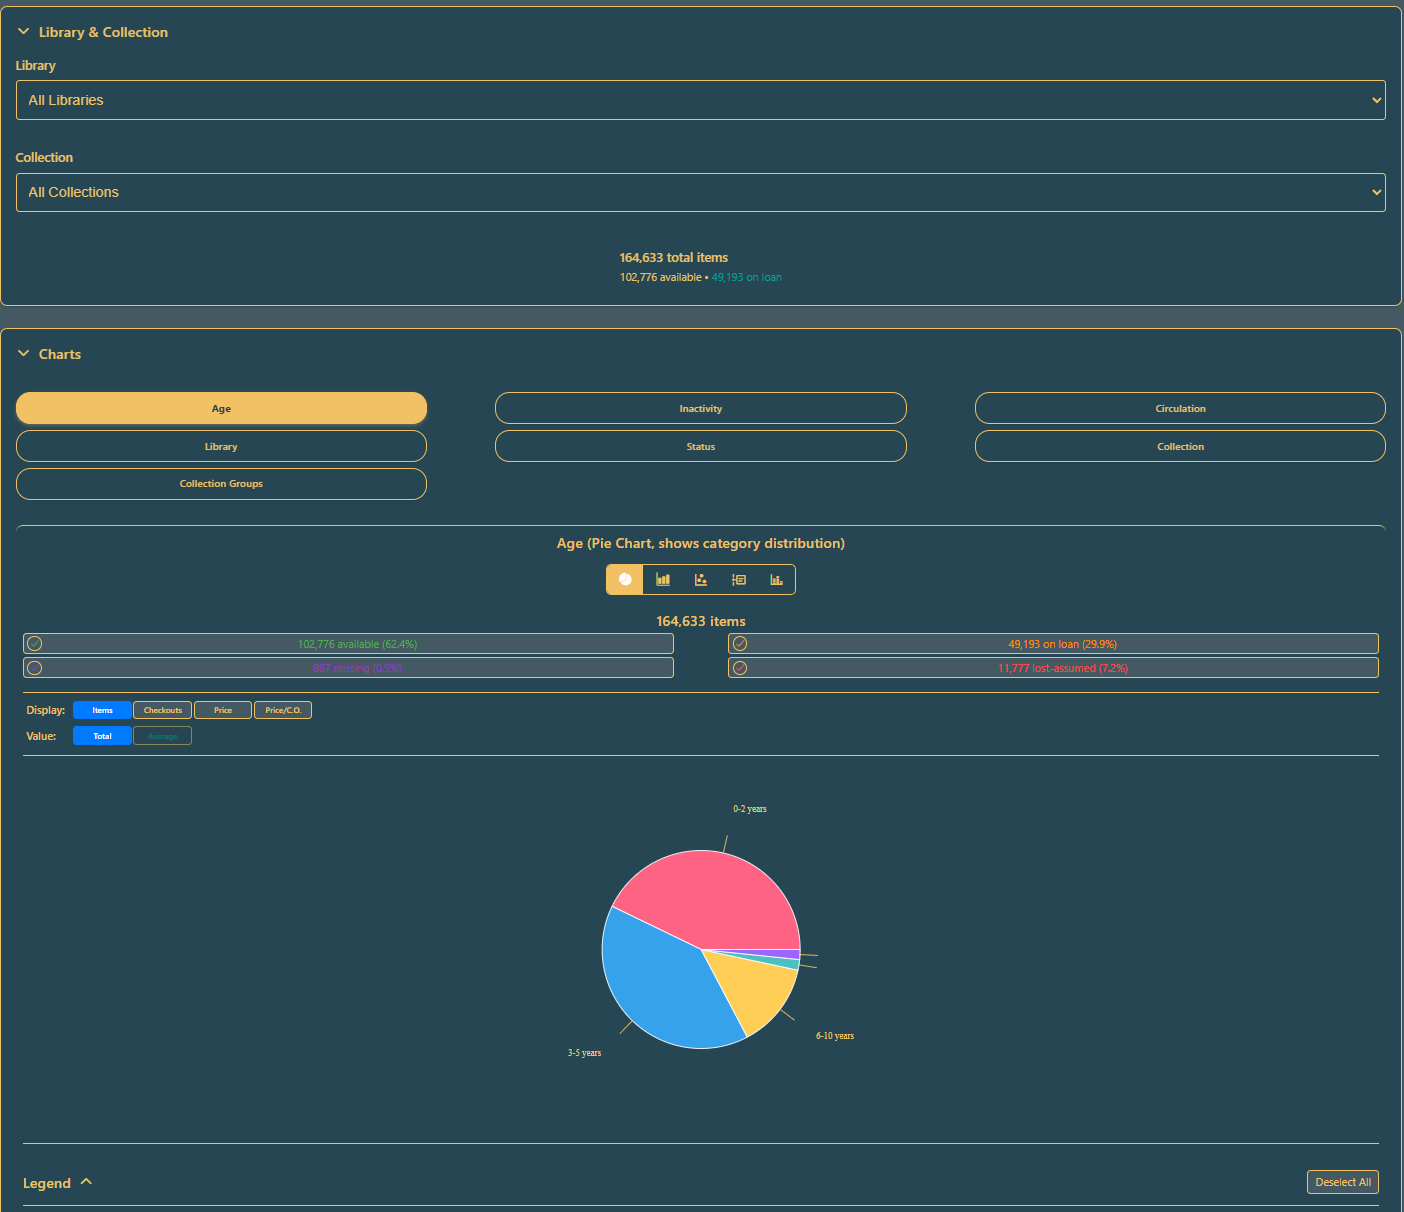 Library & Collection
Library
All Libraries
Collection
All Collections
164,633 total items
102,776 available • 49,193 on loan
Charts
Age
Inactivity
Circulation
Library
Status
Collection
Collection Groups
Age (Pie Chart, shows category distribution)
164,633 items
102,776 available (62.4%)
49,193 on loan (29.9%)
887 missing (0.5%)
11,777 lost-assumed (7.2%)
Display: Items Checkouts Price Price/C.O.
Value: Total Average
0-2 years
6-10 years
3-5 years
Legend
Deselect All